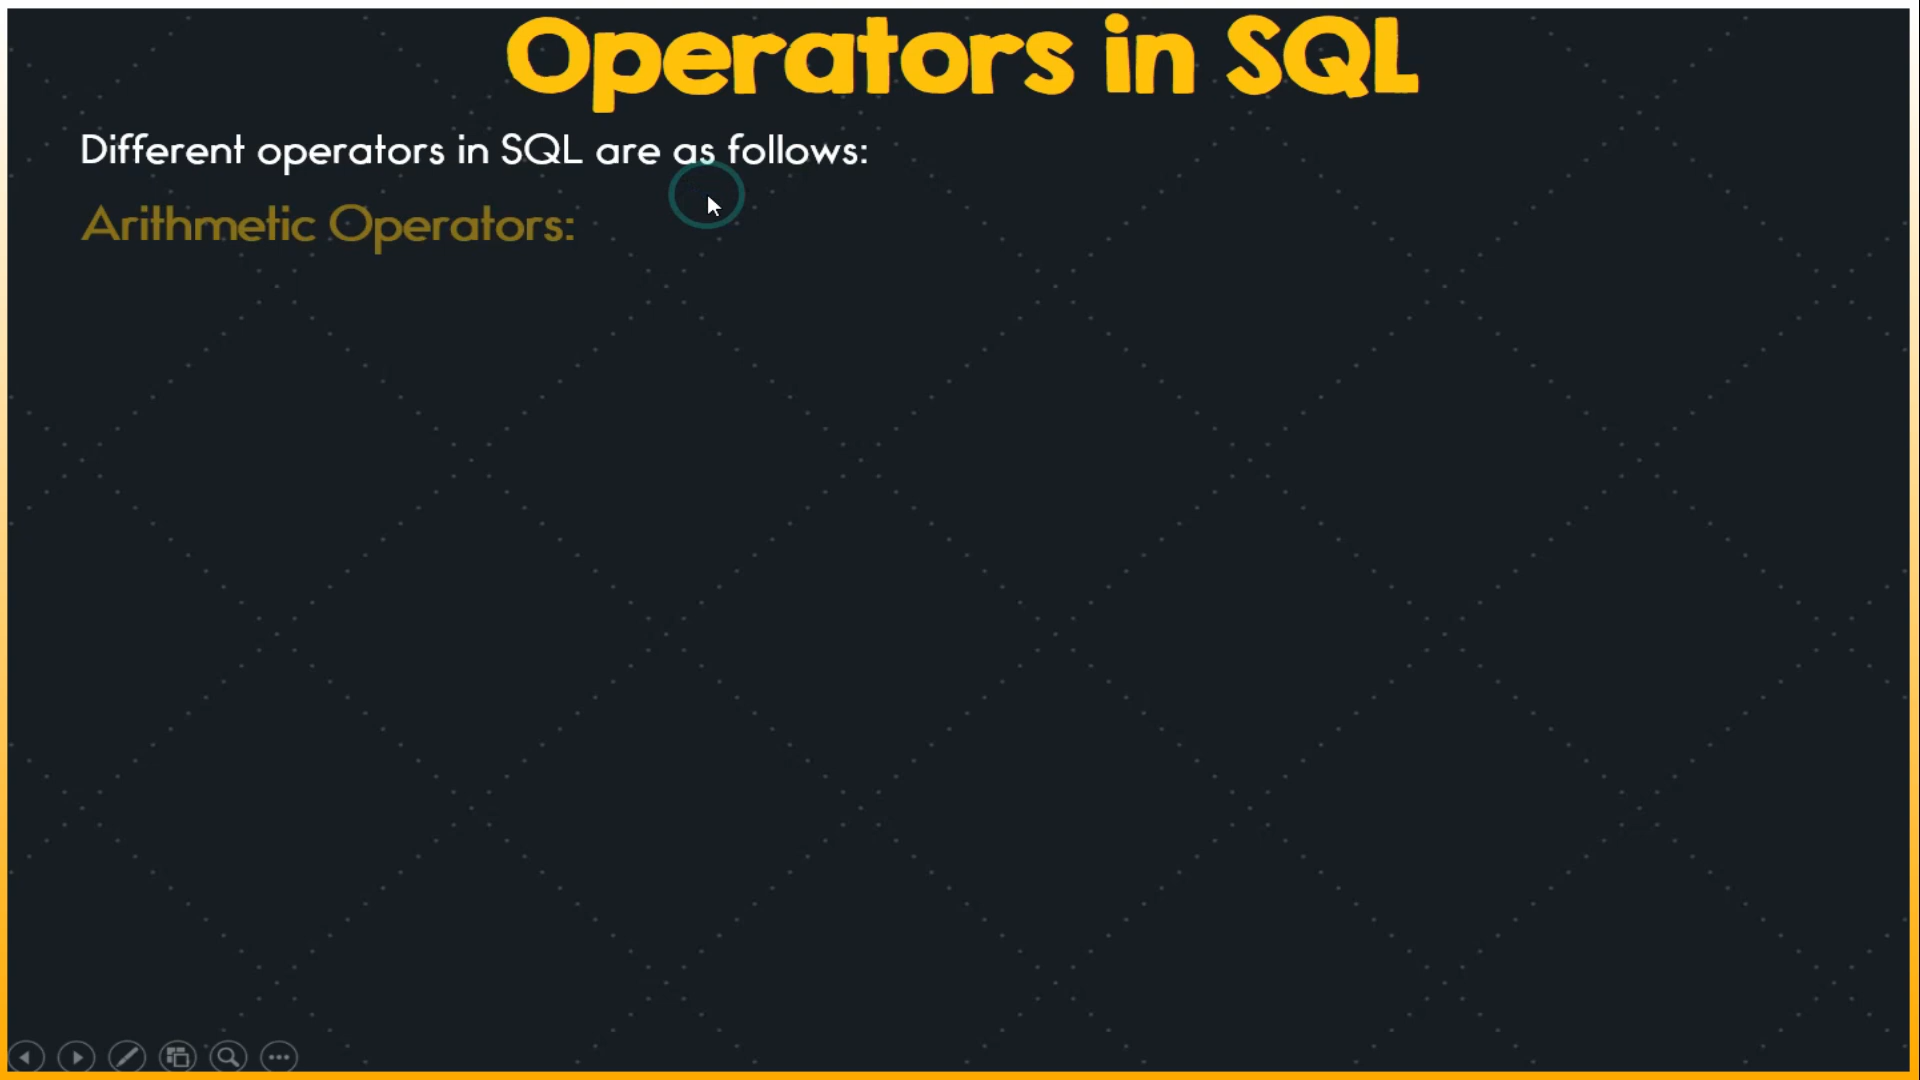 Operators in SQL
Different operators in SQL are as follows:
Arithmetic Operators: